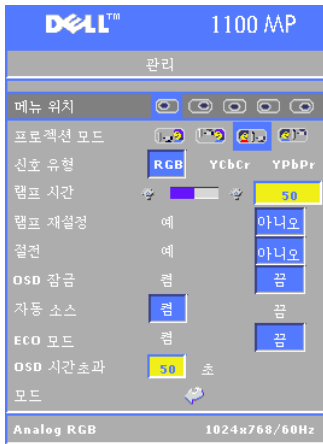 DELL™ 1100 MP
관리
메뉴 위치
프로젝션 모드
신호 유형 RGB YCbCr YPbPr
램프 시간 50
램프 재설정 예 아니오
절전 예 아니오
OSD 잠금 켬 끔
자동 소스 켬 끔
ECO 모드 켬 끔
OSD 시간초과 50 초
모드
Analog RGB 1024x768/60Hz